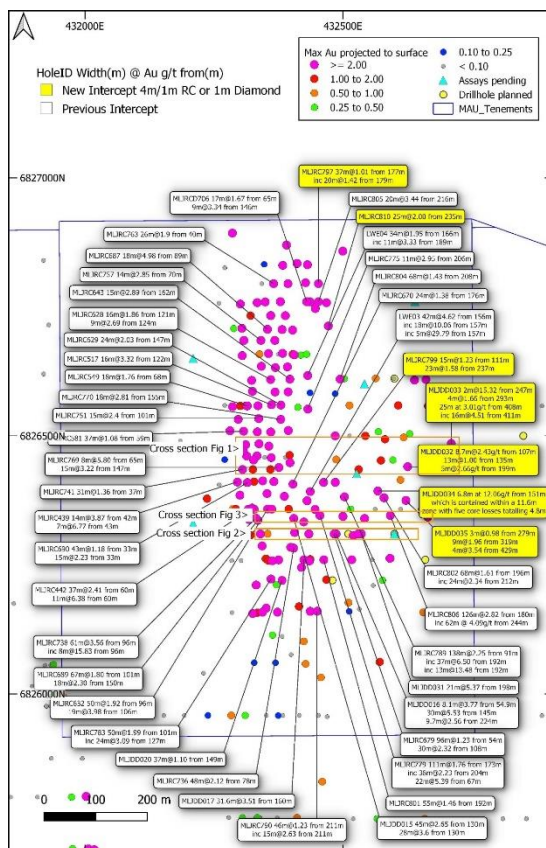 432000
432500
HoleID Width(m) @ Au g/t from(m)
New Intercept 4m/1m RC or 1m Diamond
Previous Intercept
Max Au projected to surface
>= 2.00
1.00 to 2.00
0.50 to 1.00
0.25 to 0.50
0.10 to 0.25
< 0.10
Assays pending
Drillhole planned
MAU_Tenements
6827000N
6826500N
6826000N
MLJRC797 37m@1.01 from 177m
inc 20m@1.42 from 179m
MLJRCD706 17m@1.67 from 65m
9m@3.34 from 146m
MLJRC805 20m@3.44 from 216m
MLJRC810 25m@2.00 from 235m
MLJRC763 26m@1.9 from 40m
LWE04 34m@1.95 from 166m
inc 11m@3.33 from 189m
MLJRC687 18m@4.98 from 89m
MLJRC775 11m@2.95 from 206m
MLJRC757 14m@2.85 from 70m
MLJRC804 68m@1.43 from 208m
MLJRC643 15m@2.89 from 162m
MLJRC670 24m@1.38 from 176m
MLJRC628 16m@1.86 from 121m
9m@2.69 from 124m
LWE03 42m@4.62 from 156m
inc 18m@10.06 from 157m
inc 5m@29.79 from 157m
MLJRC529 24m@2.03 from 147m
MLJRC517 16m@3.32 from 122m
MLJRC799 15m@1.23 from 111m
23m@1.58 from 237m
MLJRC549 18m@1.76 from 68m
MLJDD033 2m@15.32 from 247m
4m@1.66 from 293m
25m at 3.01g/t from 408m
inc 16m@4.51 from 411m
MLJRC770 18m@2.81 from 155m
MLJRC751 15m@2.4 from 101m
37m@1.08 from 59m
Cross section Fig 1>
MLJDD032 8.7m@2.43g/t from 107m
13m@1.00 from 135m
5m@2.66g/t from 199m
MLJRC769 8m@5.80 from 65m
15m@3.22 from 147m
MLJRC741 31m@1.36 from 37m
MLJDD034 6.8m at 12.06g/t from 151m
which is contained within a 11.6m
zone with five core losses totalling 4.8m
MLJRC439 14m@3.87 from 42m
7m@6.77 from 43m
Cross section Fig 3>
Cross section Fig 2>
MLJDD035 3m@0.98 from 279m
9m@1.96 from 319m
4m@3.54 from 429m
MLJRC690 43m@1.18 from 33m
15m@2.23 from 33m
MLJRC802 68m@1.61 from 196m
inc 24m@2.34 from 212m
MLJRC442 37m@2.41 from 60m
11m@6.38 from 60m
MLJRC806 126m@2.82 from 180m
inc 62m @ 4.09g/t from 244m
MLJRC738 61m@3.56 from 96m
inc 8m@15.83 from 96m
MLJRC789 138m@2.25 from 91m
inc 37m@6.50 from 192m
inc 13m@13.48 from 192m
MLJRC689 67m@1.80 from 101m
18m@2.30 from 150m
MLJDD031 21m@5.37 from 198m
MLJDD016 8.1m@3.77 from 54.9m
30m@5.53 from 145m
9.7m@2.56 from 224m
MLJRC632 50m@1.92 from 96m
19m@3.98 from 106m
MLJRC679 96m@1.23 from 54m
30m@2.32 from 108m
MLJRC783 50m@1.99 from 101m
inc 24m@3.09 from 127m
MLJRC779 111m@1.76 from 173m
inc 36m@2.23 from 204m
22m@5.39 from 67m
MLJDD020 37m@1.10 from 149m
MLJRC736 48m@2.12 from 78m
MLJRC801 55m@1.46 from 192m
MLJDD017 31.6m@3.51 from 160m
MLJDD015 45m@2.65 from 130m
28m@3.6 from 130m
46m@1.23 from 211m
inc 15m@2.63 from 211m
0 100 200 m